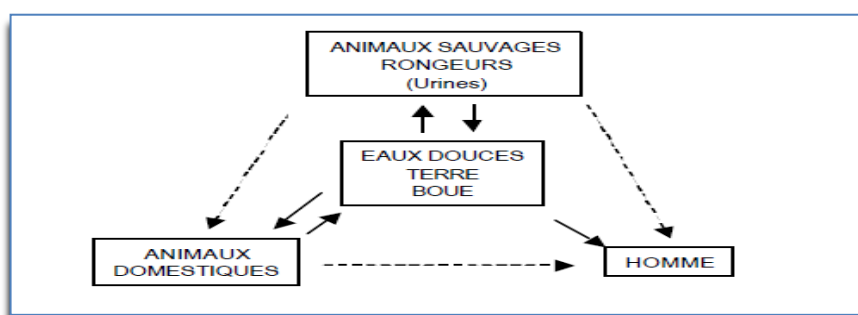 ANIMAUX SAUVAGES
RONGEURS
(Urines)
EAUX DOUCES
TERRE
BOUE
ANIMAUX
DOMESTIQUES
HOMME